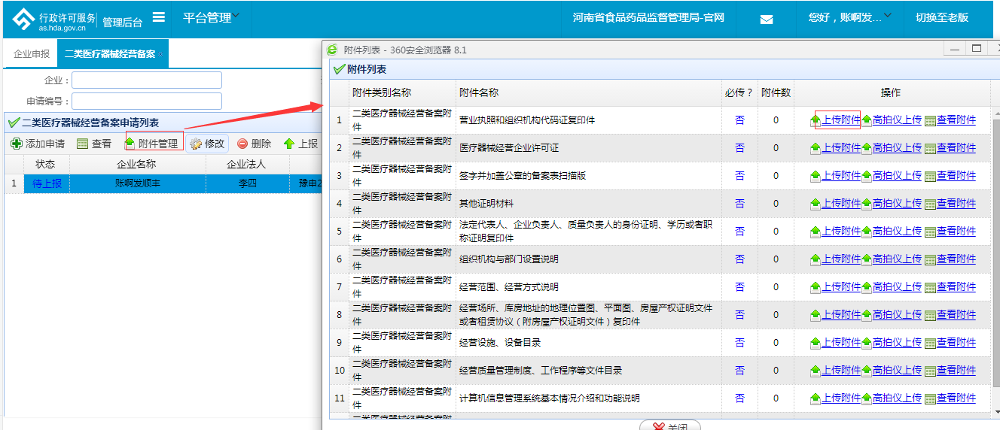 行政许可服务
as.hda.gov.cn
管理后台
平台管理
河南省食品药品监督管理局-官网
您好，账啊发...
切换至老版
企业申报
二类医疗器械经营备案
企业：
申请编号：
二类医疗器械经营备案申请列表
添加申请 查看 附件管理 修改 删除 上报
状态 企业名称 企业法人
1 待上报 账啊发顺丰 李四 豫申2
附件列表 - 360安全浏览器 8.1
附件列表
附件类别名称 附件名称 必传？ 附件数 操作
1 二类医疗器械经营备案附件 营业执照和组织机构代码证复印件 否 0 上传附件 高拍仪上传 查看附件
2 二类医疗器械经营备案附件 医疗器械经营企业许可证 否 0 上传附件 高拍仪上传 查看附件
3 二类医疗器械经营备案附件 签字并加盖公章的备案表扫描版 否 0 上传附件 高拍仪上传 查看附件
4 二类医疗器械经营备案附件 其他证明材料 否 0 上传附件 高拍仪上传 查看附件
5 二类医疗器械经营备案附件 法定代表人、企业负责人、质量负责人的身份证明、学历或者职称证明复印件 否 0 上传附件 高拍仪上传 查看附件
6 二类医疗器械经营备案附件 组织机构与部门设置说明 否 0 上传附件 高拍仪上传 查看附件
7 二类医疗器械经营备案附件 经营范围、经营方式说明 否 0 上传附件 高拍仪上传 查看附件
8 二类医疗器械经营备案附件 经营场所、库房地址的地理位置图、平面图、房屋产权证明文件或者租赁协议（附房屋产权证明文件）复印件 否 0 上传附件 高拍仪上传 查看附件
9 二类医疗器械经营备案附件 经营设施、设备目录 否 0 上传附件 高拍仪上传 查看附件
10 二类医疗器械经营备案附件 经营质量管理制度、工作程序等文件目录 否 0 上传附件 高拍仪上传 查看附件
11 二类医疗器械经营备案附件 计算机信息管理系统基本情况介绍和功能说明 否 0 上传附件 高拍仪上传 查看附件
二类医疗器械经营备案附
关闭